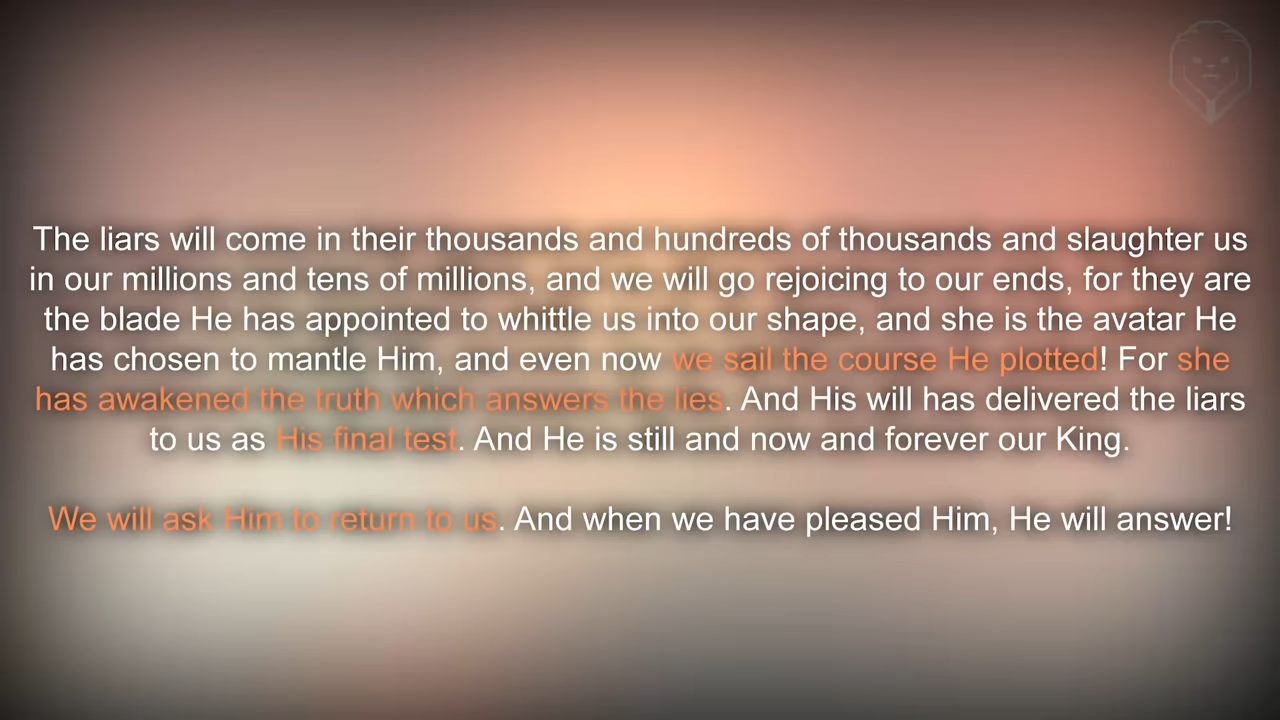 The liars will come in their thousands and hundreds of thousands and slaughter us
in our millions and tens of millions, and we will go rejoicing to our ends, for they are
the blade He has appointed to whittle us into our shape, and she is the avatar He
has chosen to mantle Him, and even now we sail the course He plotted! For she
has awakened the truth which answers the lies. And His will has delivered the liars
to us as His final test. And He is still and now and forever our King.
We will ask Him to return to us. And when we have pleased Him, He will answer!